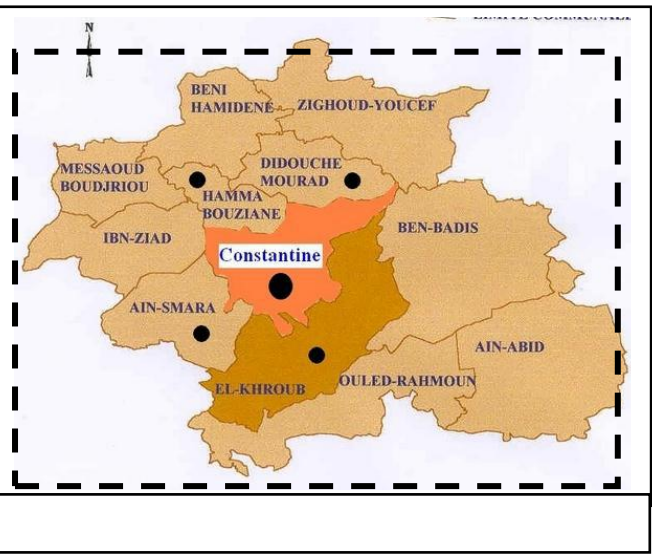 N
BENI
HAMIDENE
ZIGHOUD-YOUCEF
MESSAOUD
BOUDJRIOU
DIDOUCHE
MOURAD
HAMMA
BOUZIANE
IBN-ZIAD
BEN-BADIS
Constantine
AIN-SMARA
AIN-ABID
EL-KHROUB
OULED-RAHMOUN